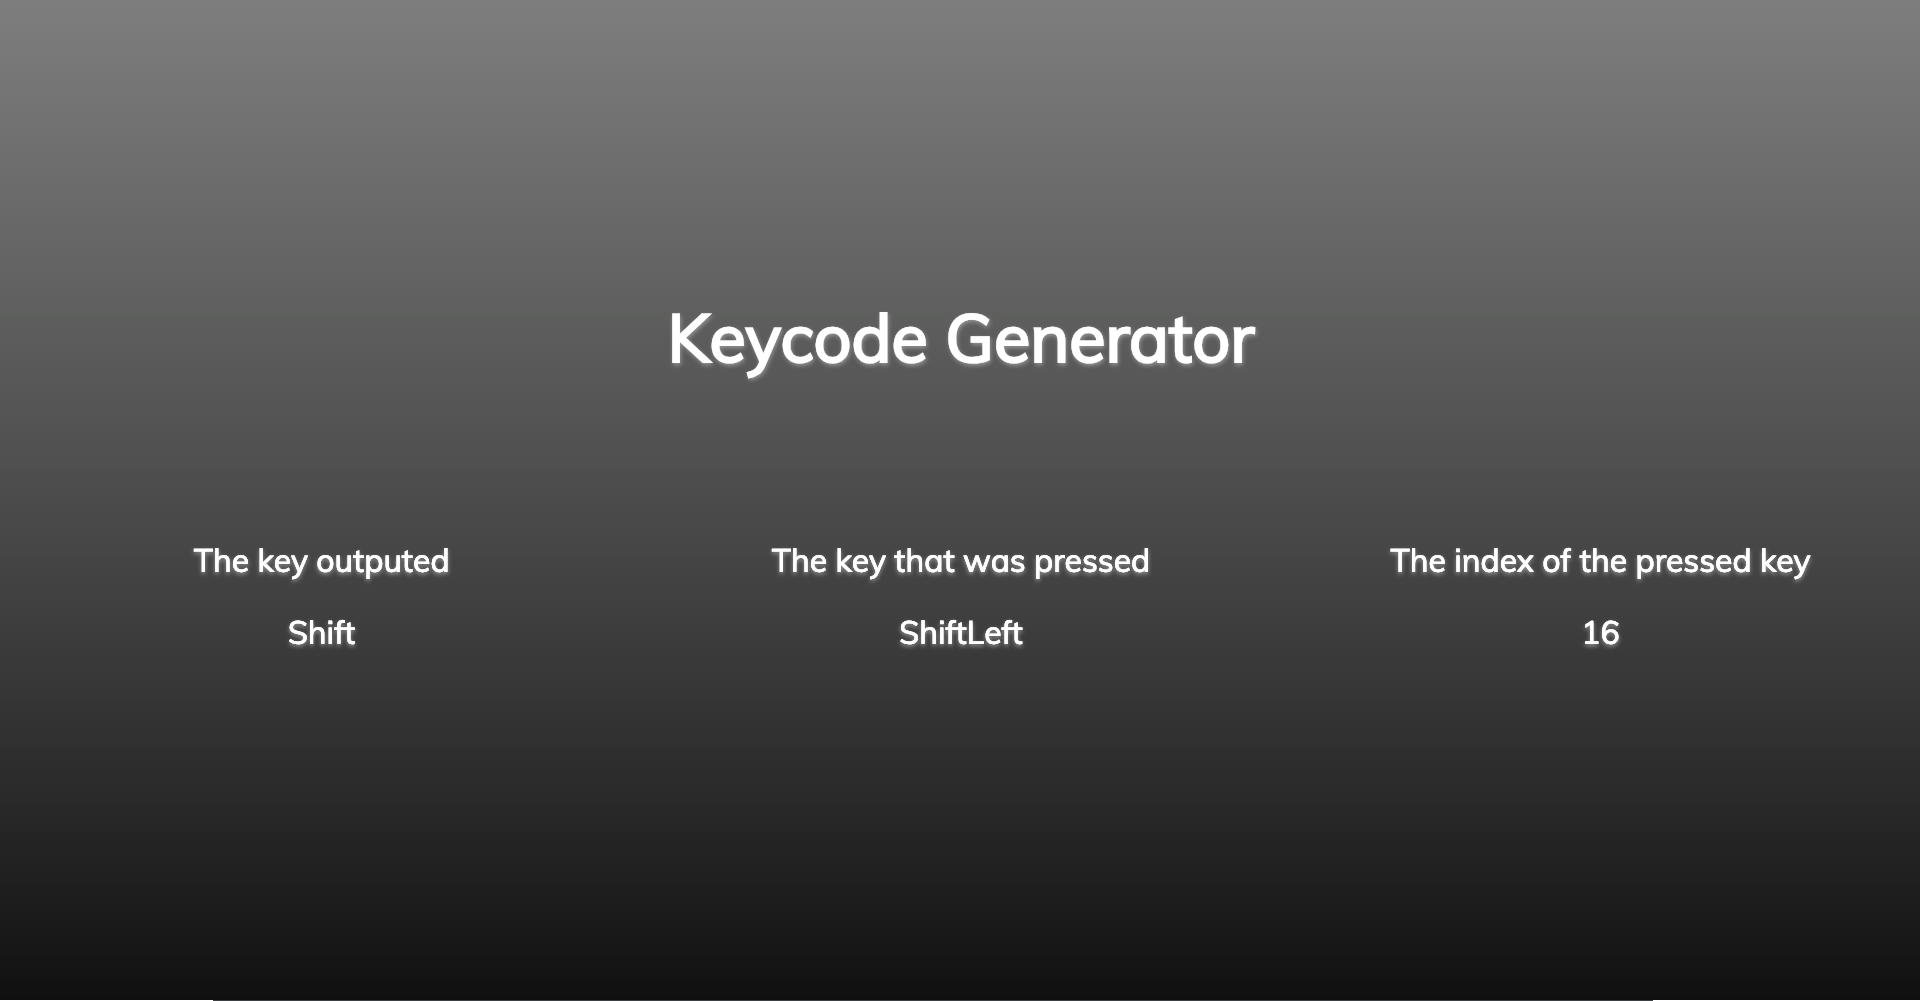 Keycode Generator
The key outputed
The key that was pressed
The index of the pressed key
Shift
ShiftLeft
16